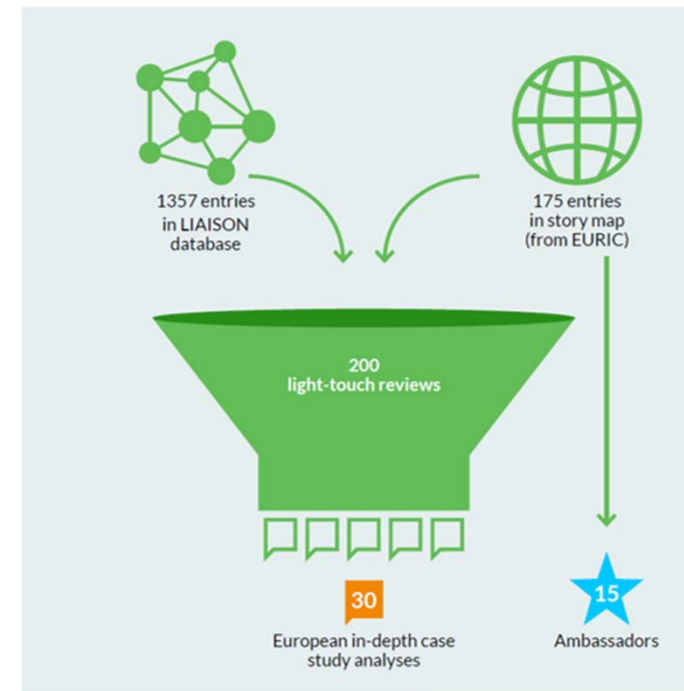 1357 entries
in LIAISON
database
175 entries
in story map
(from EURIC)
200
light-touch reviews
30
European in-depth case
study analyses
15
Ambassadors